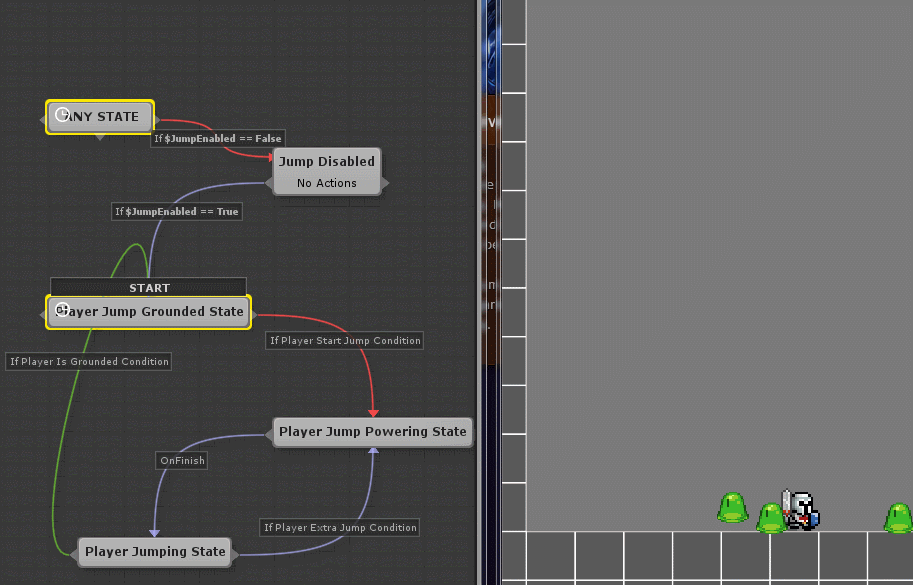 ANY STATE
If $JumpEnabled == False
Jump Disabled
No Actions
If $JumpEnabled == True
START
Player Jump Grounded State
If Player Start Jump Condition
If Player Is Grounded Condition
Player Jump Powering State
OnFinish
If Player Extra Jump Condition
Player Jumping State